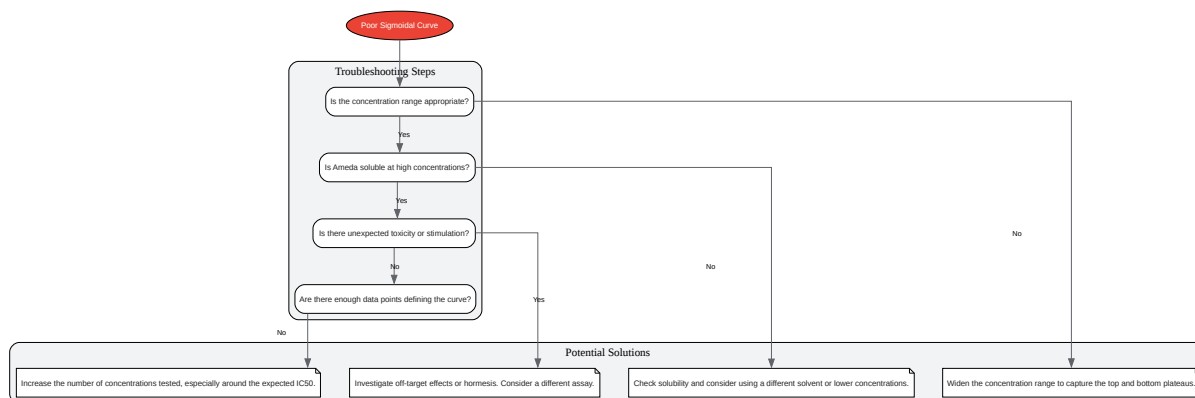 Poor Sigmoidal Curve
Troubleshooting Steps
Is the concentration range appropriate?
Yes
Is Ameda soluble at high concentrations?
Yes
Is there unexpected toxicity or stimulation?
No
No
No
Yes
Are there enough data points defining the curve?
No
Potential Solutions
Increase the number of concentrations tested, especially around the expected IC50.
Investigate off-target effects or hormesis. Consider a different assay.
Check solubility and consider using a different solvent or lower concentrations.
Widen the concentration range to capture the top and bottom plateaus.